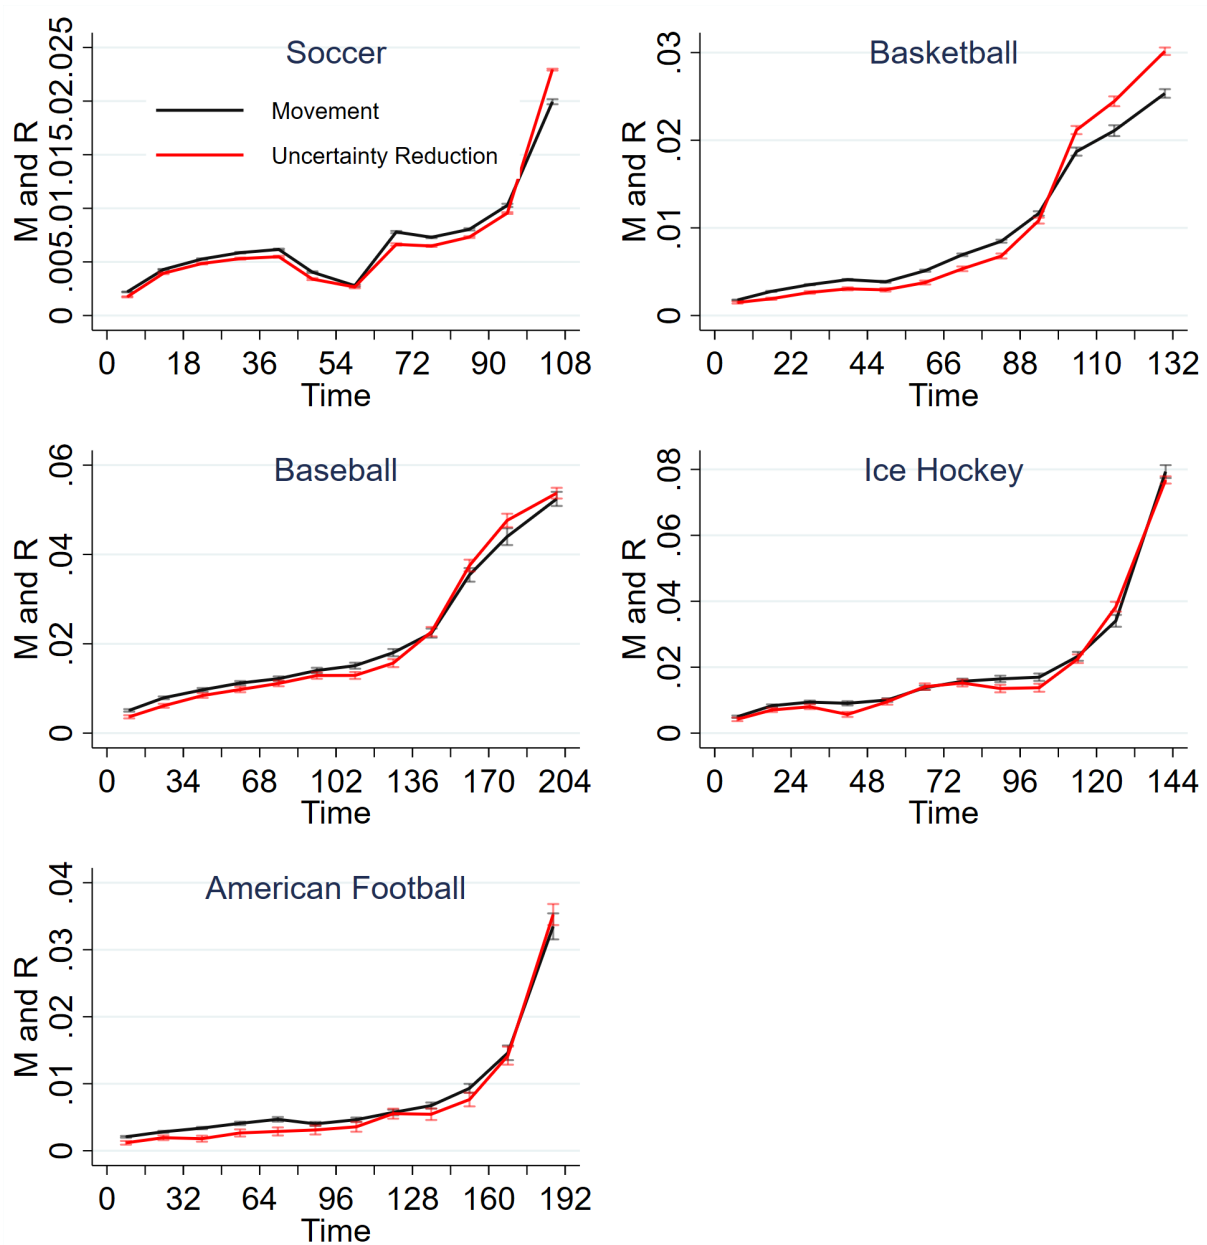 Soccer
Movement
Uncertainty Reduction
M and R
0 .005 .01 .015 .02 .025
0 18 36 54 72 90 108
Time
Basketball
M and R
0 .01 .02 .03
0 22 44 66 88 110 132
Time
Baseball
M and R
0 .02 .04 .06
0 34 68 102 136 170 204
Time
Ice Hockey
M and R
0 .02 .04 .06 .08
0 24 48 72 96 120 144
Time
American Football
M and R
0 .01 .02 .03 .04
0 32 64 96 128 160 192
Time